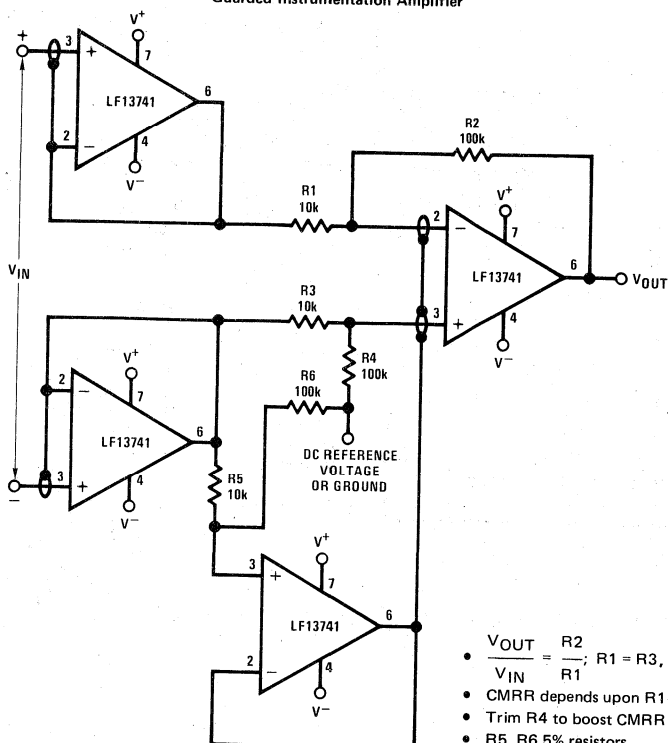 Guarded Instrumentation Amplifier
V+
+
3
+
7
LF13741
6
2
−
4
V−
R2
100k
R1
10k
V+
2
−
7
VIN
LF13741
6
VOUT
R3
10k
3
+
4
V−
V+
R4
100k
R6
100k
2
−
7
LF13741
6
DC REFERENCE
VOLTAGE
OR GROUND
R5
10k
3
+
−
4
V−
V+
3
+
7
LF13741
6
2
−
4
V−
• VOUT/VIN = R2/R1; R1 = R3,
• CMRR depends upon R1
• Trim R4 to boost CMRR
• R5, R6 5% resistors